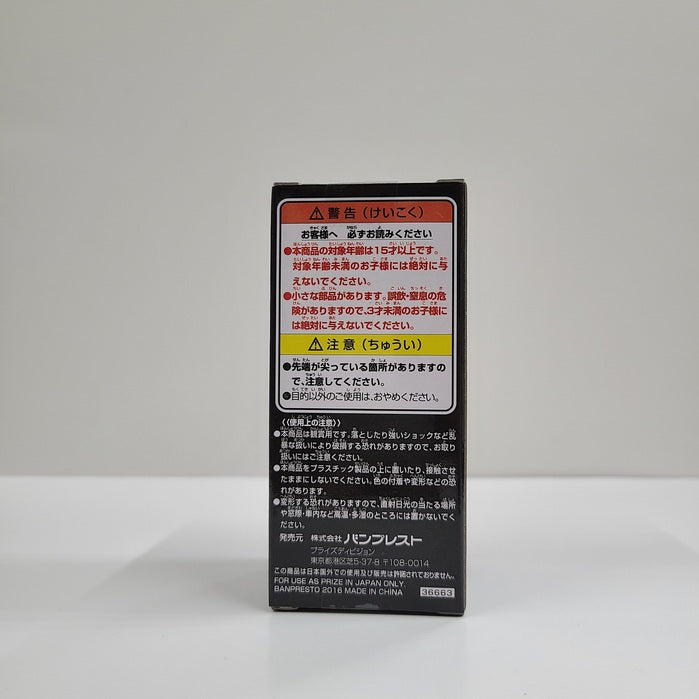 ⚠警告（けいこく）
お客様へ 必ずお読みください
●本商品の対象年齢は15才以上です。
対象年齢未満のお子様には絶対に与
えないでください。
●小さな部品があります。誤飲・窒息の危
険がありますので、3才未満のお子様に
は絶対に与えないでください。
⚠注意（ちゅうい）
●先端が尖っている箇所がありますの
で、注意してください。
●目的以外のご使用は、おやめください。
《使用上の注意》
●本商品は観賞用です。落としたり強いショックなど乱
暴な扱いにより破損する恐れがありますので、お取り
扱いにはご注意ください。
●本商品をプラスチック製品の上に置いたり、接触させ
たままにしないでください。色の付着や変形などの恐
れがあります。
●変形する恐れがありますので、直射日光の当たる場所
や窓際・車内など高温・多湿のところには置かないでく
ださい。
発売元 株式会社 バンプレスト
プライズディビジョン
東京都港区芝5-37-8 〒108-0014
この商品は日本国外での使用及び販売は許諾されておりません。
FOR USE AS PRIZE IN JAPAN ONLY.
BANPRESTO 2016 MADE IN CHINA 36663